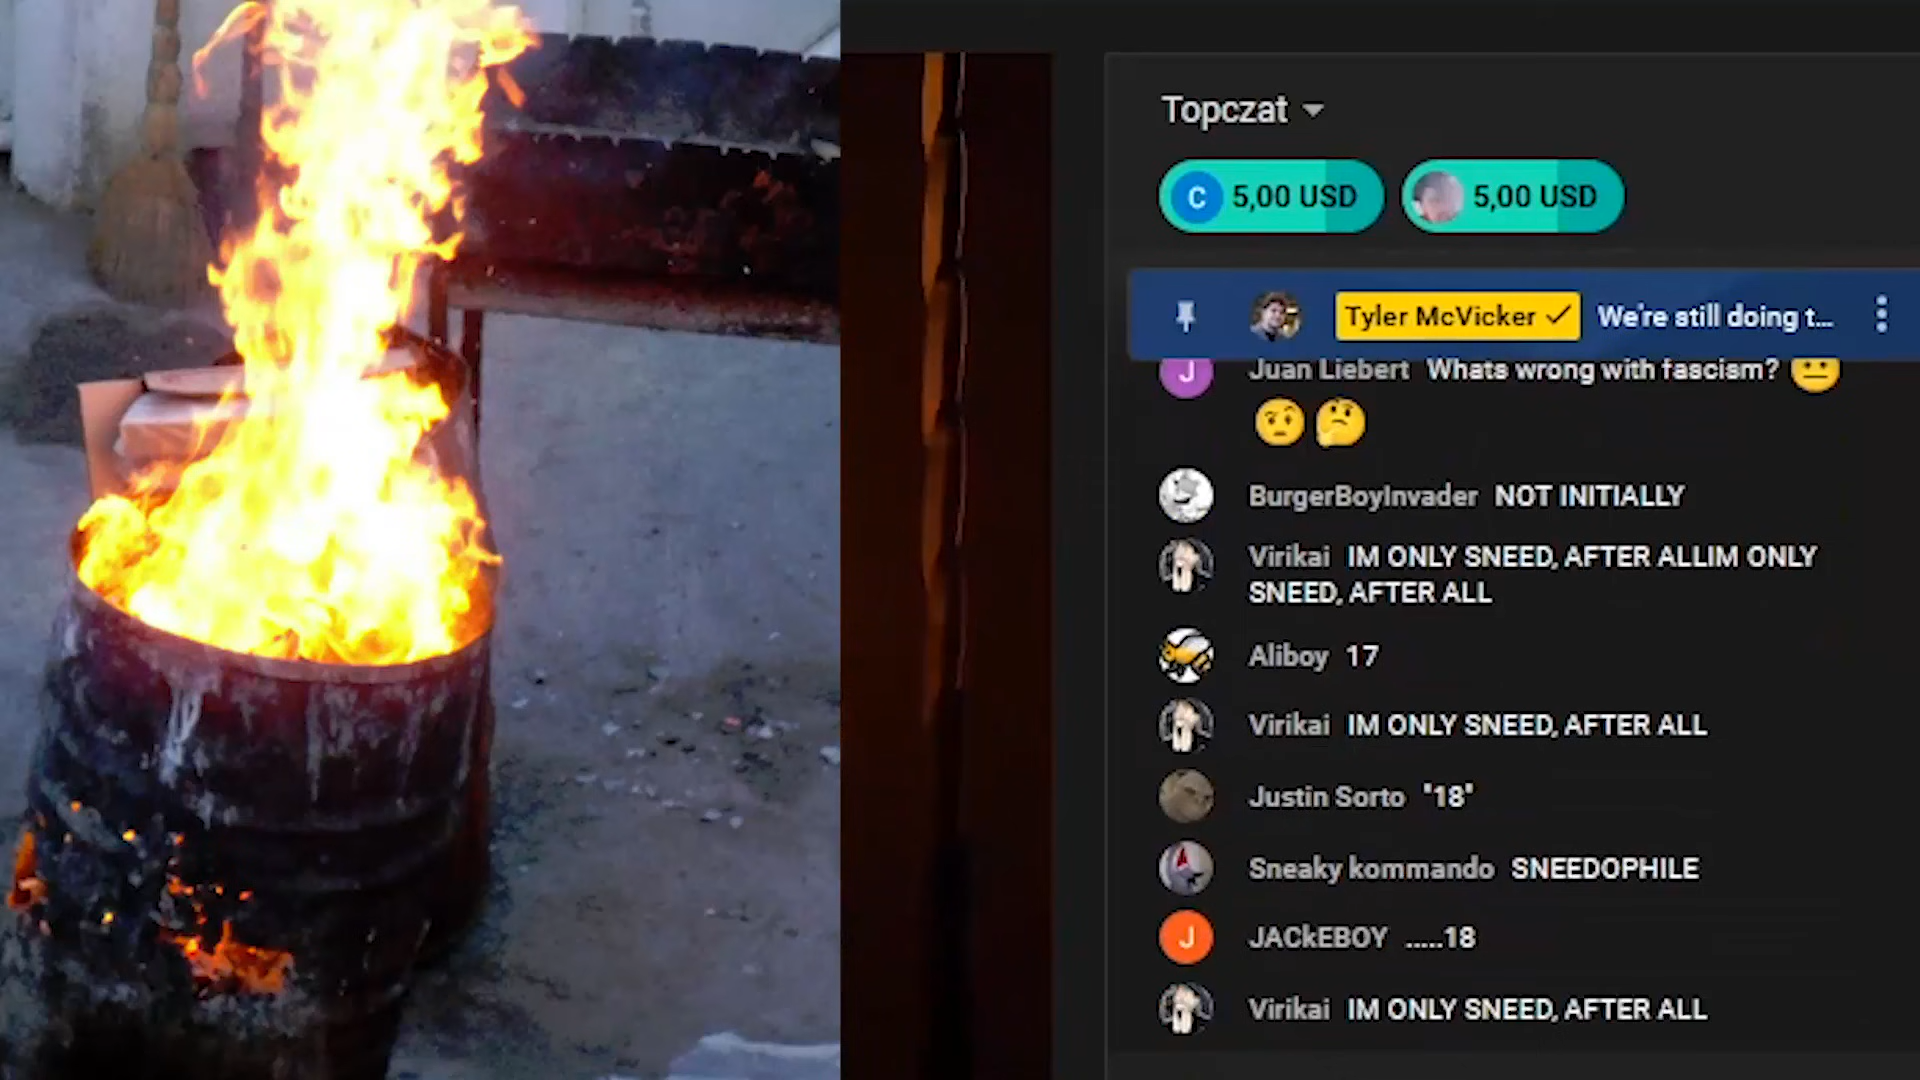 Topczat
C 5,00 USD 5,00 USD
Tyler McVicker We're still doing t...
J Juan Liebert Whats wrong with fascism?
BurgerBoyInvader NOT INITIALLY
Virikai IM ONLY SNEED, AFTER ALLIM ONLY
SNEED, AFTER ALL
Aliboy 17
Virikai IM ONLY SNEED, AFTER ALL
Justin Sorto "18"
Sneaky kommando SNEEDOPHILE
J JACkEBOY .....18
Virikai IM ONLY SNEED, AFTER ALL